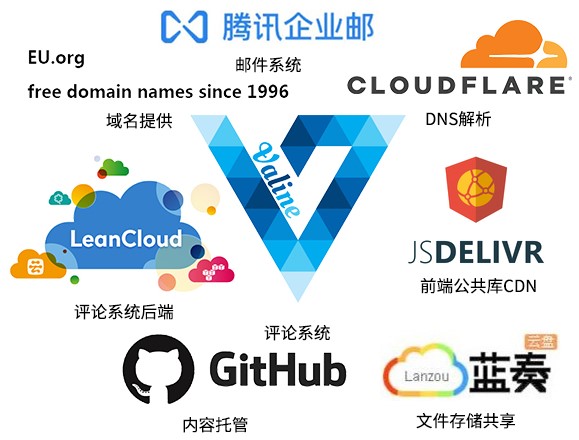 腾讯企业邮
邮件系统
EU.org
free domain names since 1996
域名提供
CLOUDFLARE
DNS解析
Valine
LeanCloud
评论系统后端
JSDELIVR
前端公共库CDN
评论系统
GitHub
内容托管
Lanzou
蓝奏
云盘
文件存储共享